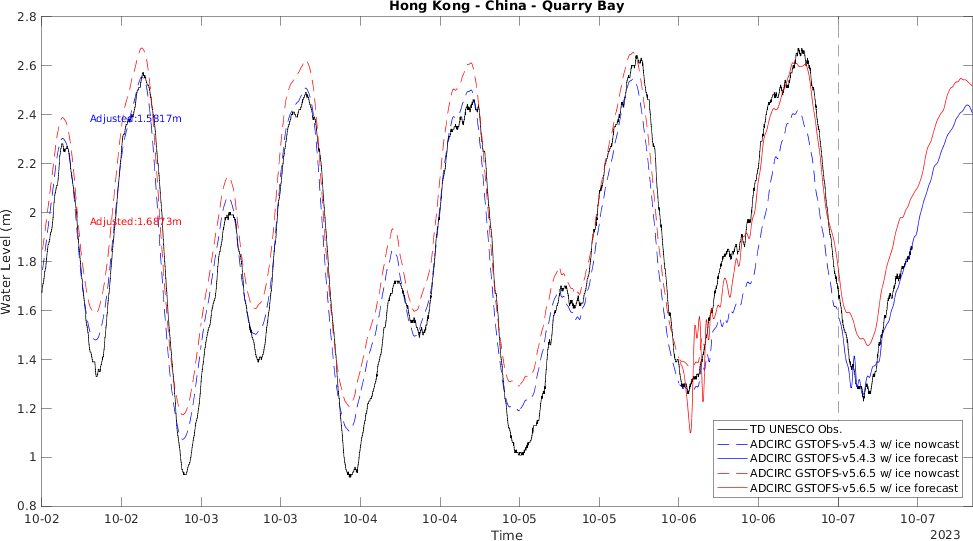 Hong Kong - China - Quarry Bay
Water Level (m)
2.8
2.6
2.4
2.2
2
1.8
1.6
1.4
1.2
1
0.8
Adjusted:1.5817m
Adjusted:1.6873m
TD UNESCO Obs.
ADCIRC GSTOFS-v5.4.3 w/ ice nowcast
ADCIRC GSTOFS-v5.4.3 w/ ice forecast
ADCIRC GSTOFS-v5.6.5 w/ ice nowcast
ADCIRC GSTOFS-v5.6.5 w/ ice forecast
10-02 10-02 10-03 10-03 10-04 10-04 10-05 10-05 10-06 10-06 10-07 10-07
Time
2023